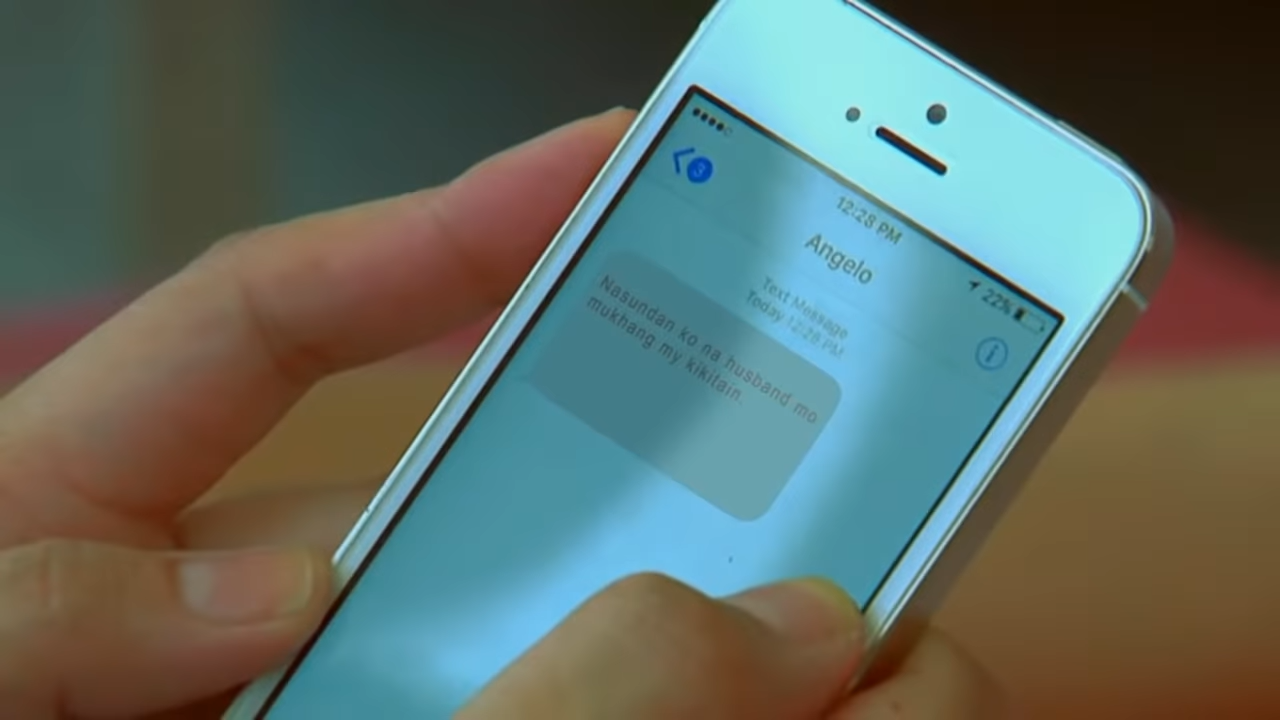 12:28 PM
22%
3
Angelo
Text Message
Today 12:28 PM
Nasundan ko na husband mo
mukhang my kikitain.